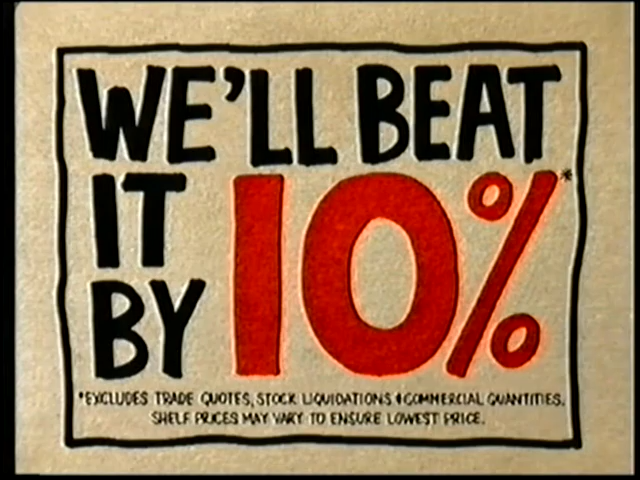 WE'LL BEAT
IT 10%*
BY
*EXCLUDES TRADE QUOTES, STOCK LIQUIDATIONS & COMMERCIAL QUANTITIES.
SHELF PRICES MAY VARY TO ENSURE LOWEST PRICE.